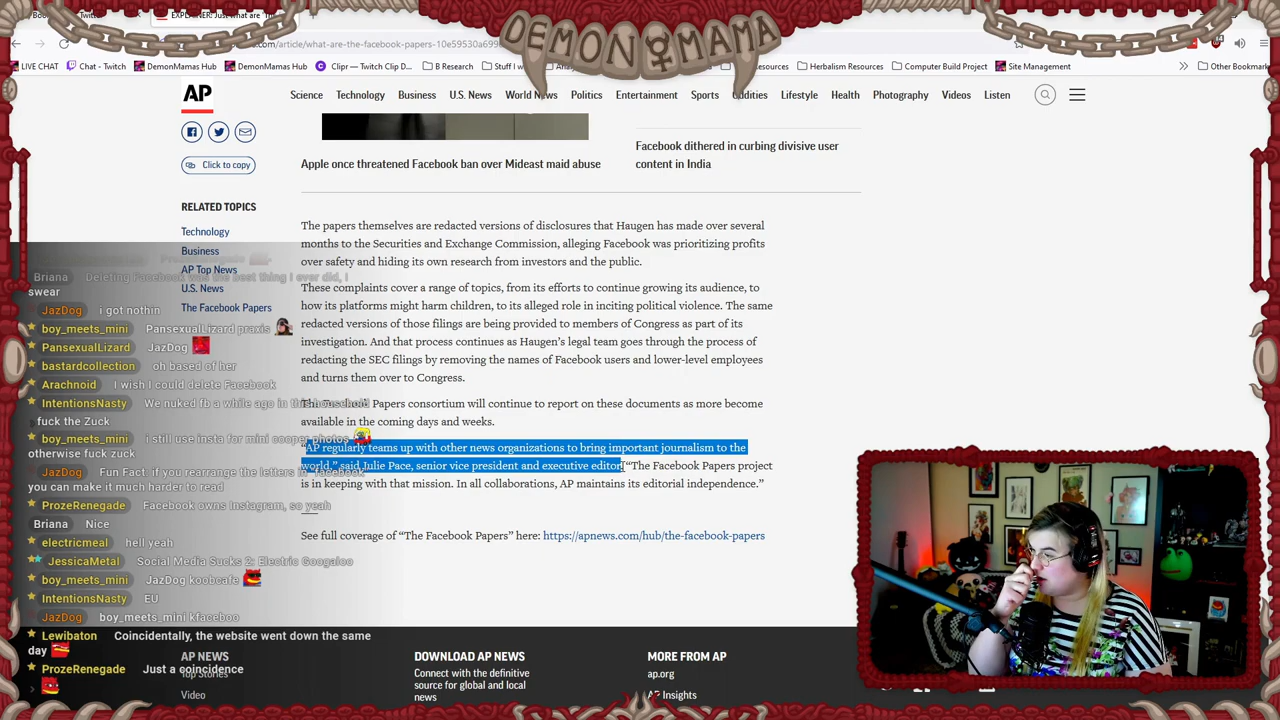 EXPLAINER: Just what are "
DEMON MAMA
.com/article/what-are-the-facebook-papers-10e59530a699
LIVE CHAT
Chat - Twitch
DemonMamas Hub
DemonMamas Hub
Clipr — Twitch Clip D...
B Research
Stuff I
Resources
Herbalism Resources
Computer Build Project
Site Management
Other Bookmark
AP
Science
Technology
Business
U.S. News
World News
Politics
Entertainment
Sports
Oddities
Lifestyle
Health
Photography
Videos
Listen
Click to copy
RELATED TOPICS
Technology
Business
AP Top News
U.S. News
The Facebook Papers
Apple once threatened Facebook ban over Mideast maid abuse
Facebook dithered in curbing divisive user
content in India
The papers themselves are redacted versions of disclosures that Haugen has made over several
months to the Securities and Exchange Commission, alleging Facebook was prioritizing profits
over safety and hiding its own research from investors and the public.
These complaints cover a range of topics, from its efforts to continue growing its audience, to
how its platforms might harm children, to its alleged role in inciting political violence. The same
redacted versions of those filings are being provided to members of Congress as part of its
investigation. And that process continues as Haugen's legal team goes through the process of
redacting the SEC filings by removing the names of Facebook users and lower-level employees
and turns them over to Congress.
The Facebook Papers consortium will continue to report on these documents as more become
available in the coming days and weeks.
“AP regularly teams up with other news organizations to bring important journalism to the
world,” said Julie Pace, senior vice president and executive editor. “The Facebook Papers project
is in keeping with that mission. In all collaborations, AP maintains its editorial independence.”
See full coverage of “The Facebook Papers” here: https://apnews.com/hub/the-facebook-papers
Briana Deleting Facebook was the best thing I ever did, I
swear
JazDog i got nothin
boy_meets_mini PansexualLizard praxis
PansexualLizard JazDog
bastardcollection oh based of her
Arachnoid I wish I could delete Facebook
IntentionsNasty We nuked fb a while ago in this household
fuck the Zuck
boy_meets_mini i still use insta for mini cooper photos
otherwise fuck zuck
JazDog Fun Fact: if you rearrange the letters in facebook,
you can make it much harder to read
ProzeRenegade Facebook owns Instagram, so yeah
Briana Nice
electricmeal hell yeah
JessicaMetal Social Media Sucks 2: Electric Googaloo
boy_meets_mini JazDog koobcafe
IntentionsNasty EU
JazDog boy_meets_mini kfaceboo
Lewibaton Coincidentally, the website went down the same
day
ProzeRenegade Just a coincidence
AP NEWS
Top Stories
Video
DOWNLOAD AP NEWS
Connect with the definitive
source for global and local
news
MORE FROM AP
ap.org
AP Insights